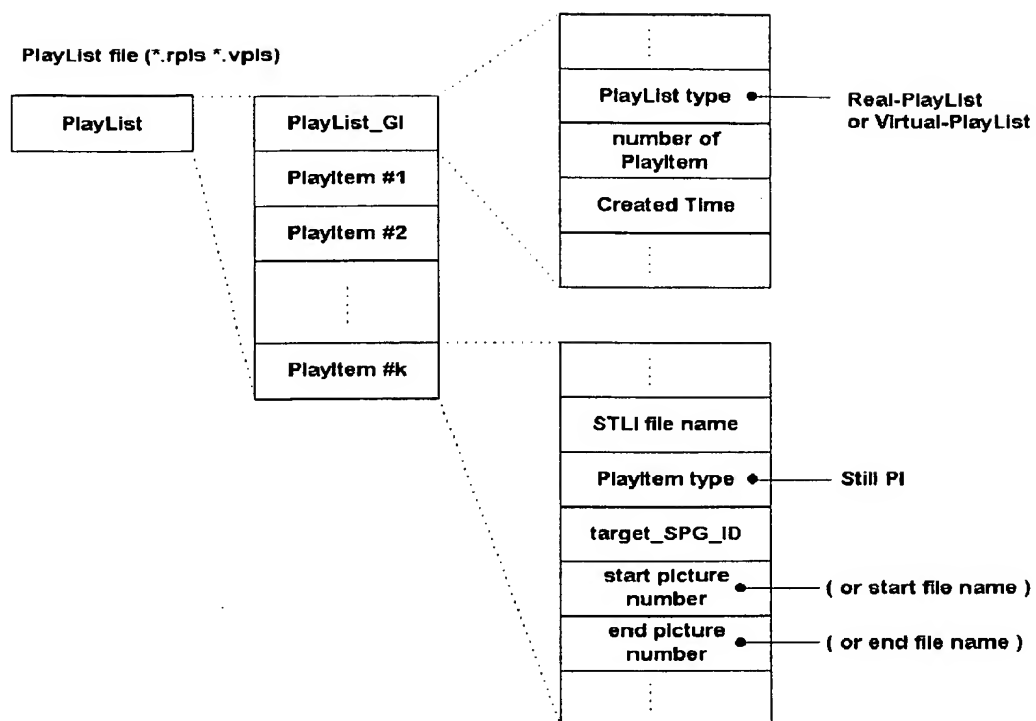 PlayList file (*.rpls *.vpls)
PlayList
PlayList_GI
PlayItem #1
PlayItem #2
PlayItem #k
PlayList type
Real-PlayList
or Virtual-PlayList
number of
PlayItem
Created Time
STLI file name
PlayItem type
Still PI
target_SPG_ID
start picture
number
( or start file name )
end picture
number
( or end file name )